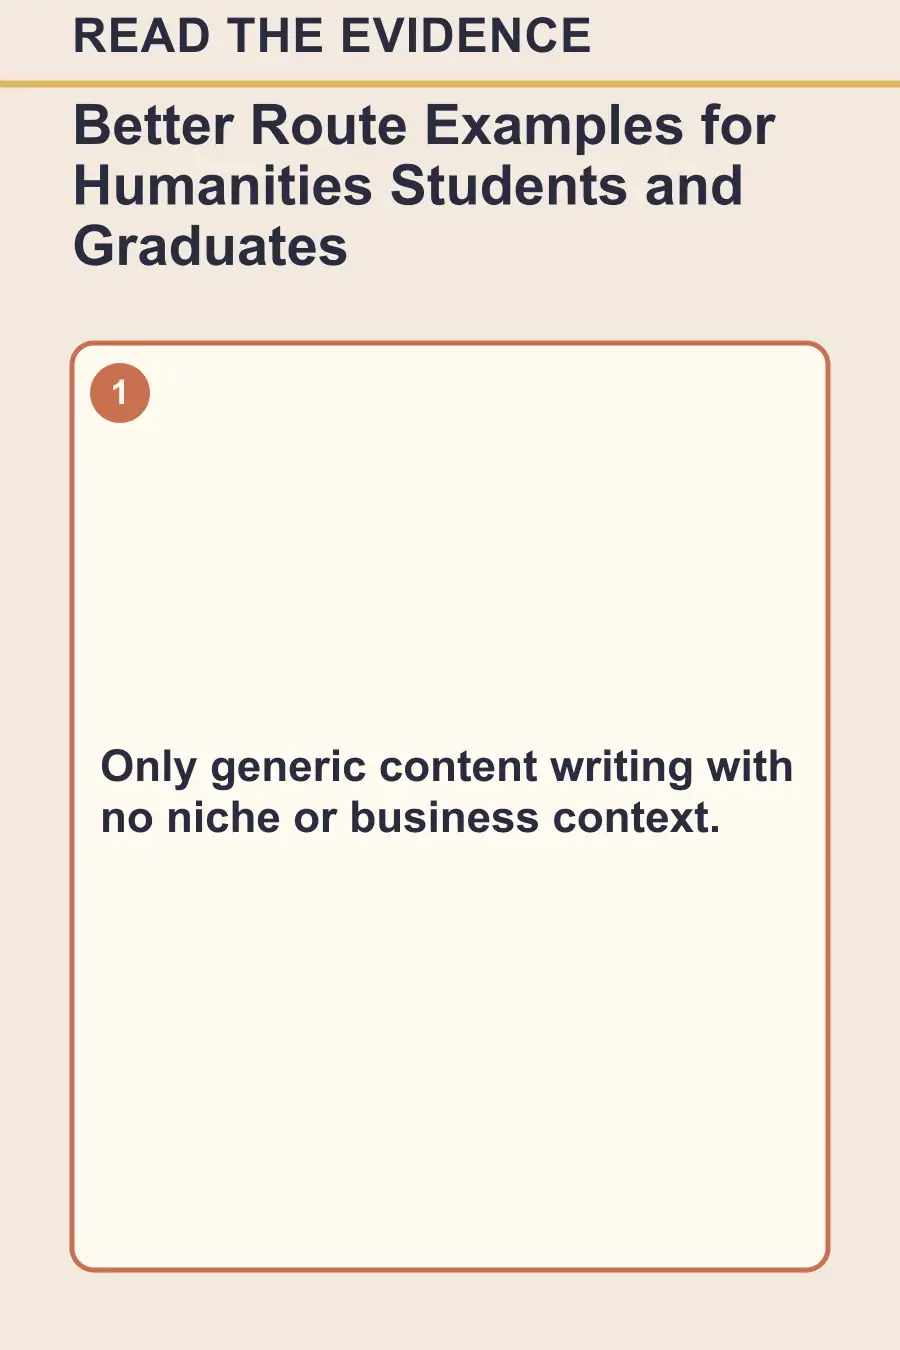 READ THE EVIDENCE
Better Route Examples for
Humanities Students and
Graduates
1
Only generic content writing with
no niche or business context.